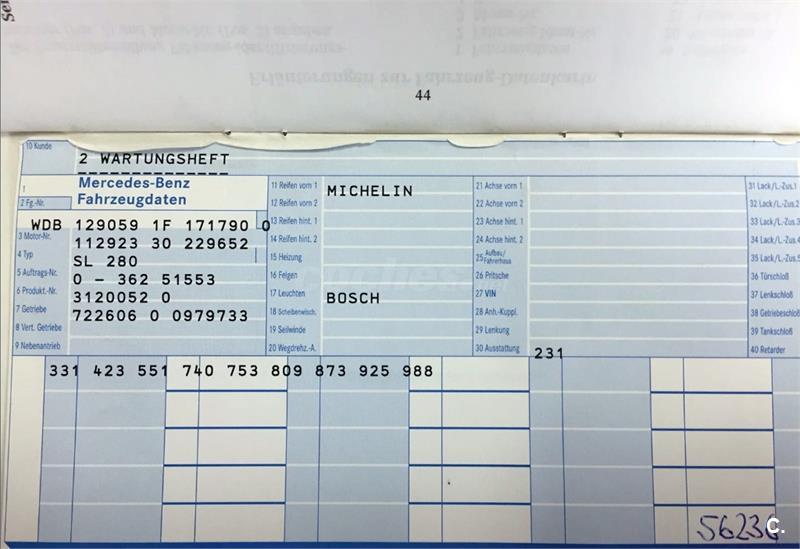 44
10 Kunde
2 WARTUNGSHEFT
1
Mercedes-Benz
Fahrzeugdaten
2 Fg.-Nr.
WDB 129059 1F 171790 0
3 Motor-Nr.
112923 30 229652
4 Typ
SL 280
5 Auftrags-Nr.
0 - 362 51553
6 Produkt.-Nr.
3120052 0
7 Getriebe
722606 0 0979733
8 Vert. Getriebe
9 Nebenantrieb
11 Reifen vorn 1
MICHELIN
12 Reifen vorn 2
13 Reifen hint. 1
14 Reifen hint. 2
15 Heizung
16 Felgen
17 Leuchten
BOSCH
18 Scheibenwisch.
19 Seilwinde
20 Wegdrehz.-A.
21 Achse vorn 1
22 Achse vorn 2
23 Achse hint. 1
24 Achse hint. 2
25 Aufbau/
Fahrerhaus
26 Pritsche
27 VIN
28 Anh.-Kuppl.
29 Lenkung
30 Ausstattung
231
31 Lack/L.-Zus.1
32 Lack/L.-Zus.2
33 Lack/L.-Zus.3
34 Lack/L.-Zus.4
35 Lack/L.-Zus.5
36 Türschloß
37 Lenkschloß
38 Getriebeschloß
39 Tankschloß
40 Retarder
331 423 551 740 753 809 873 925 988
C.